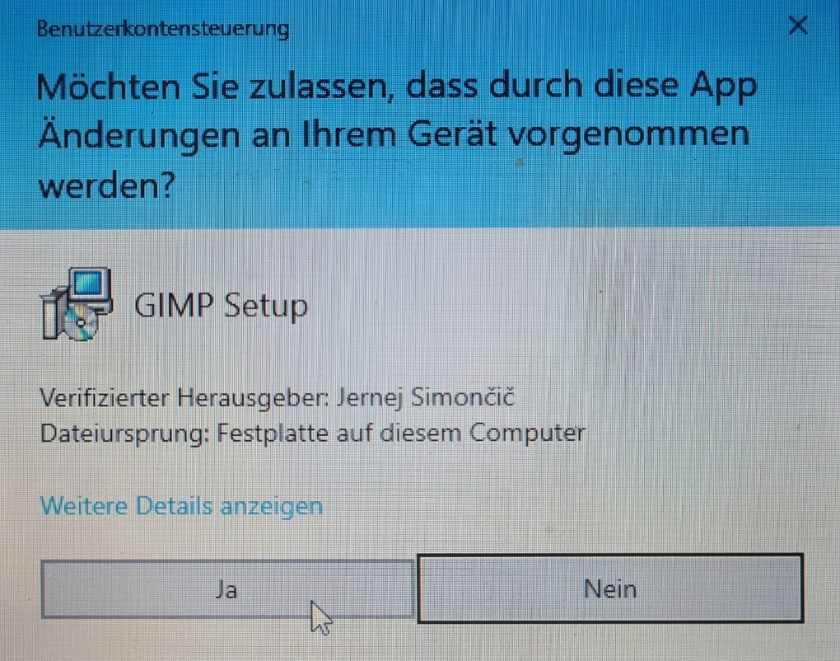 Benutzerkontensteuerung
Möchten Sie zulassen, dass durch diese App
Änderungen an Ihrem Gerät vorgenommen
werden?
GIMP Setup
Verifizierter Herausgeber: Jernej Simončič
Dateiursprung: Festplatte auf diesem Computer
Weitere Details anzeigen
Ja
Nein